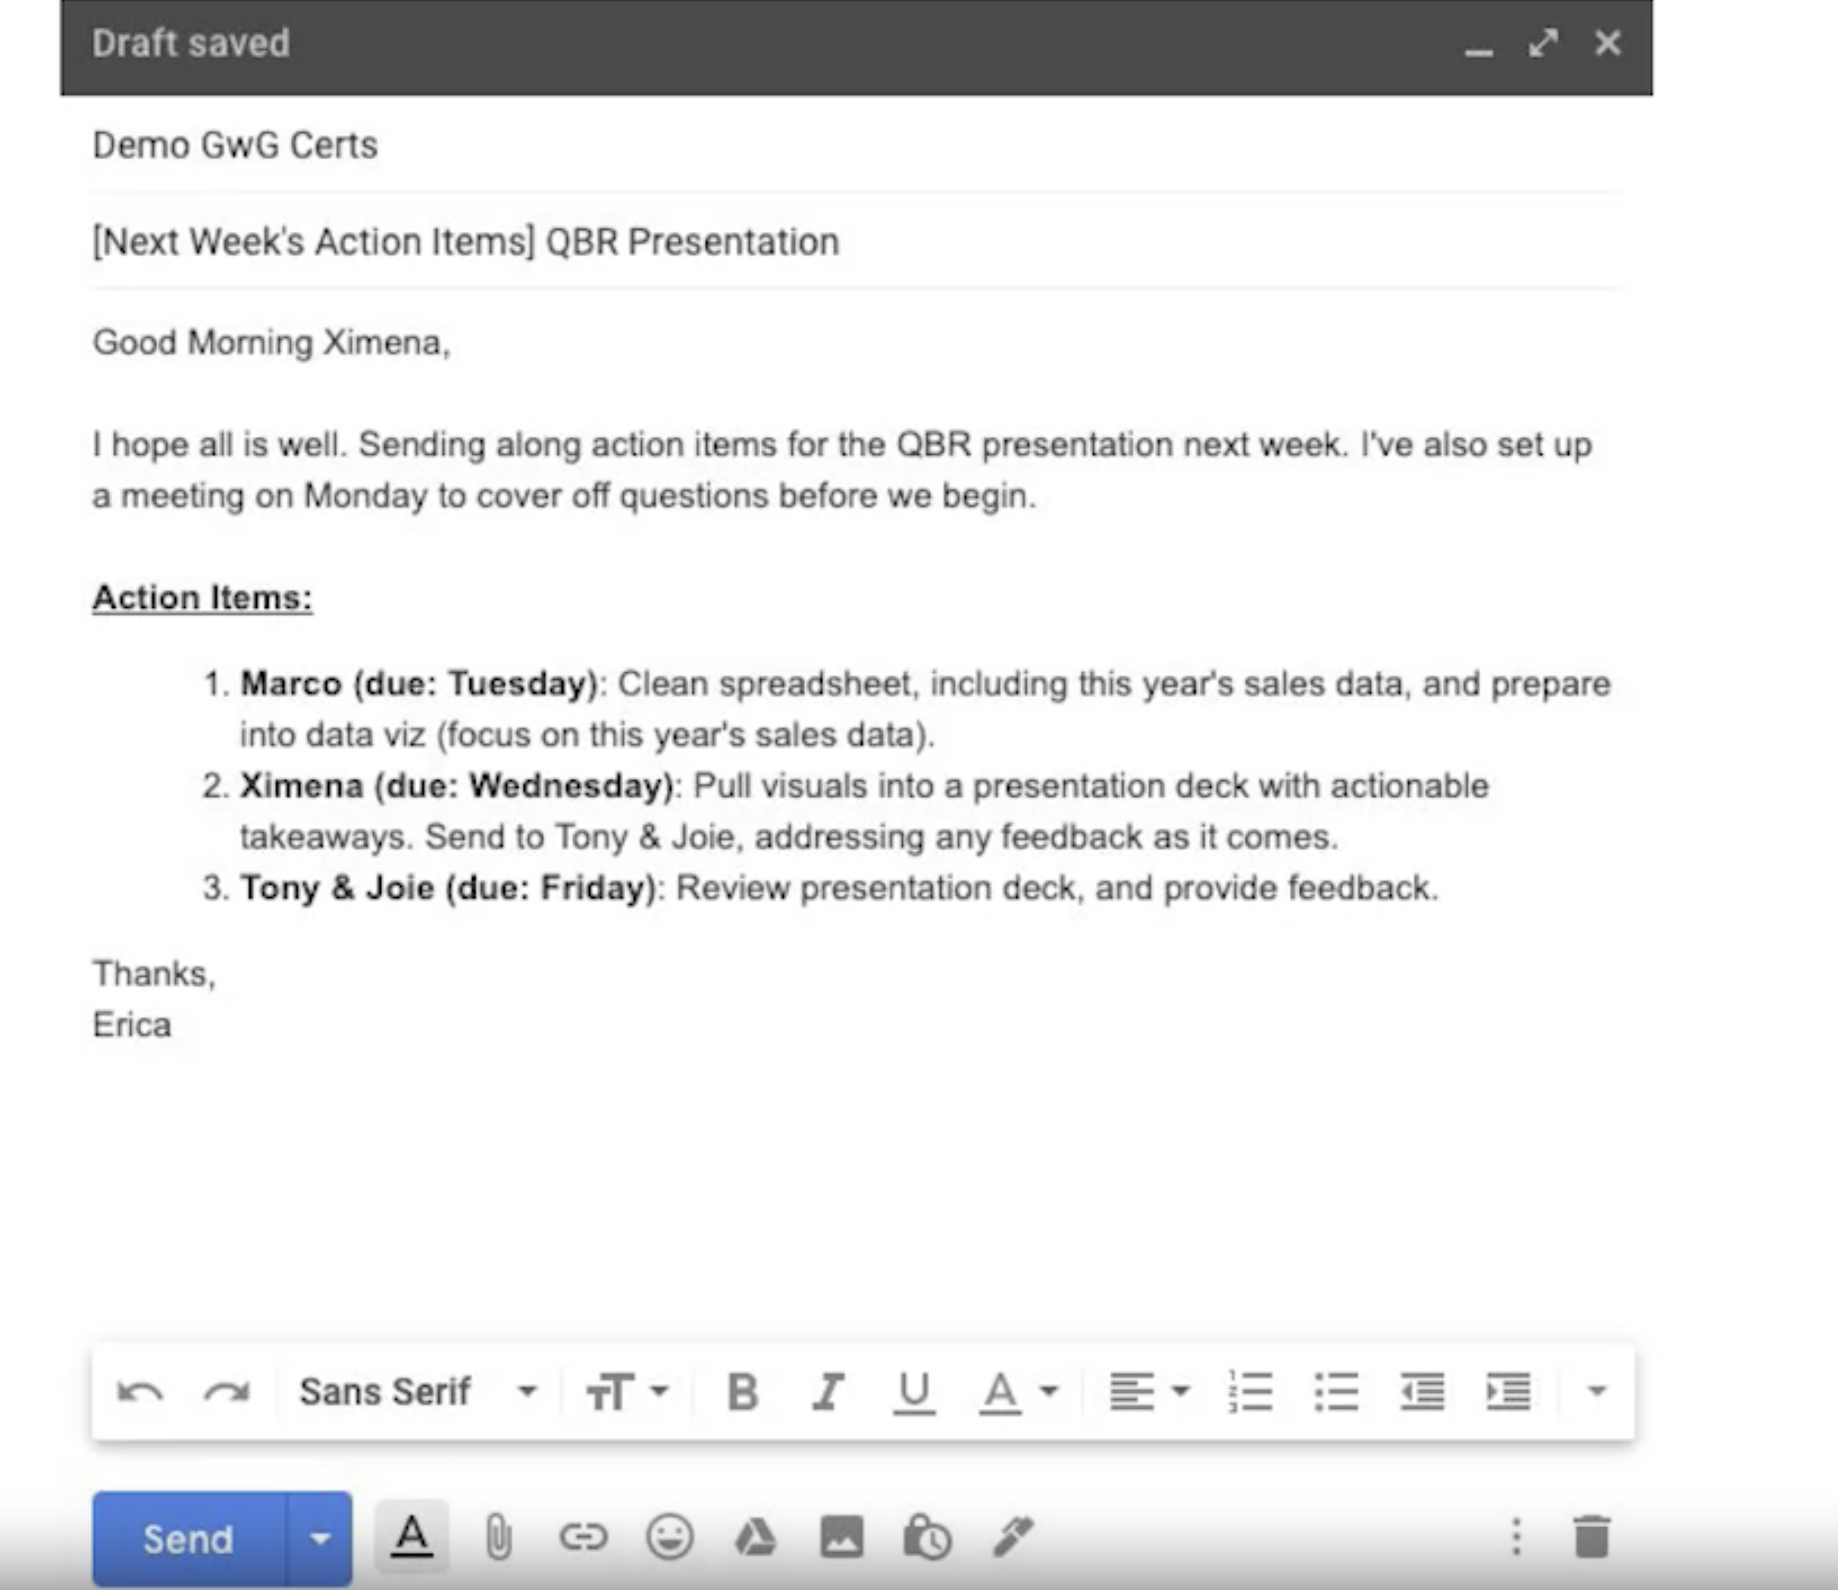 Draft saved
Demo GwG Certs
[Next Week's Action Items] QBR Presentation
Good Morning Ximena,
I hope all is well. Sending along action items for the QBR presentation next week. I've also set up
a meeting on Monday to cover off questions before we begin.
Action Items:
1. Marco (due: Tuesday): Clean spreadsheet, including this year's sales data, and prepare
into data viz (focus on this year's sales data).
2. Ximena (due: Wednesday): Pull visuals into a presentation deck with actionable
takeaways. Send to Tony & Joie, addressing any feedback as it comes.
3. Tony & Joie (due: Friday): Review presentation deck, and provide feedback.
Thanks,
Erica
Sans Serif
Send